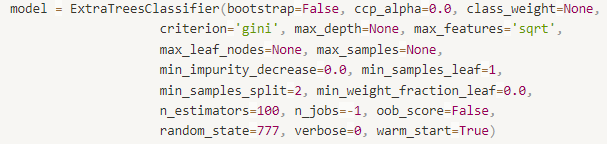 model = ExtraTreesClassifier(bootstrap=False, ccp_alpha=0.0, class_weight=None,
criterion='gini', max_depth=None, max_features='sqrt',
max_leaf_nodes=None, max_samples=None,
min_impurity_decrease=0.0, min_samples_leaf=1,
min_samples_split=2, min_weight_fraction_leaf=0.0,
n_estimators=100, n_jobs=-1, oob_score=False,
random_state=777, verbose=0, warm_start=True)